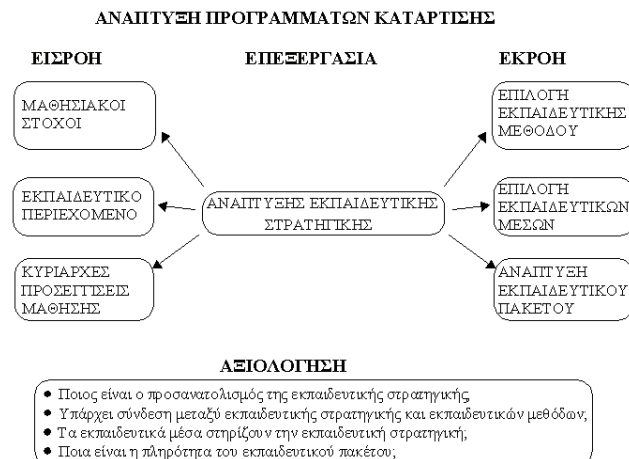 ΑΝΑΠΤΥΞΗ ΠΡΟΓΡΑΜΜΑΤΩΝ ΚΑΤΑΡΤΙΣΗΣ
ΕΙΣΡΟΗ
ΕΠΕΞΕΡΓΑΣΙΑ
ΕΚΡΟΗ
ΜΑΘΗΣΙΑΚΟΙ
ΣΤΟΧΟΙ
ΕΚΠΑΙΔΕΥΤΙΚΟ
ΠΕΡΙΕΧΟΜΕΝΟ
ΚΥΡΙΑΡΧΕΣ
ΠΡΟΣΕΓΓΙΣΕΙΣ
ΜΑΘΗΣΗΣ
ΑΝΑΠΤΥΞΗΣ ΕΚΠΑΙΔΕΥΤΙΚΗΣ
ΣΤΡΑΤΗΓΙΚΗΣ
ΕΠΙΛΟΓΗ
ΕΚΠΑΙΔΕΥΤΙΚΗΣ
ΜΕΘΟΔΟΥ
ΕΠΙΛΟΓΗ
ΕΚΠΑΙΔΕΥΤΙΚΩΝ
ΜΕΣΩΝ
ΑΝΑΠΤΥΞΗ
ΕΚΠΑΙΔΕΥΤΙΚΟΥ
ΠΑΚΕΤΟΥ
ΑΞΙΟΛΟΓΗΣΗ
• Ποιος είναι ο προσανατολισμός της εκπαιδευτικής στρατηγικής;
• Υπάρχει σύνδεση μεταξύ εκπαιδευτικής στρατηγικής και εκπαιδευτικών μεθόδων;
• Τα εκπαιδευτικά μέσα στηρίζουν την εκπαιδευτική στρατηγική;
• Ποια είναι η πληρότητα του εκπαιδευτικού πακέτου;